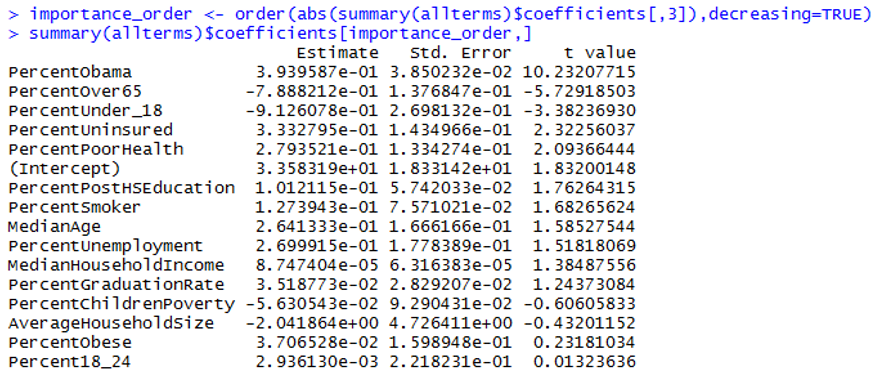 > importance_order <- order(abs(summary(allterms)$coefficients[,3]),decreasing=TRUE)
> summary(allterms)$coefficients[importance_order,]
Estimate Std. Error t value
PercentObama 3.939587e-01 3.850232e-02 10.23207715
PercentOver65 -7.888212e-01 1.376847e-01 -5.72918503
PercentUnder_18 -9.126078e-01 2.698132e-01 -3.38236930
PercentUninsured 3.332795e-01 1.434966e-01 2.32256037
PercentPoorHealth 2.793521e-01 1.334274e-01 2.09366444
(Intercept) 3.358319e+01 1.833142e+01 1.83200148
PercentPostHSEducation 1.012115e-01 5.742033e-02 1.76264315
PercentSmoker 1.273943e-01 7.571021e-02 1.68265624
MedianAge 2.641333e-01 1.666166e-01 1.58527544
PercentUnemployment 2.699915e-01 1.778389e-01 1.51818069
MedianHouseholdIncome 8.747404e-05 6.316383e-05 1.38487556
PercentGraduationRate 3.518773e-02 2.829207e-02 1.24373084
PercentChildrenPoverty -5.630543e-02 9.290431e-02 -0.60605833
AverageHouseholdSize -2.041864e+00 4.726411e+00 -0.43201152
PercentObese 3.706528e-02 1.598948e-01 0.23181034
Percent18_24 2.936130e-03 2.218231e-01 0.01323636